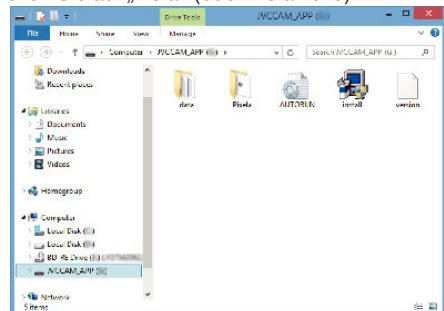 Drive Tools
JVCCAM_APP
File Home Share View Manage
Computer JVCCAM_APP
Search JVCCAM_APP (G:)
Downloads
Recent places
Libraries
Documents
Music
Pictures
Videos
Homegroup
Computer
Local Disk
Local Disk
BD-RE Drive
JVCCAM_APP
Network
data Pixela AUTORUN install version
5 items